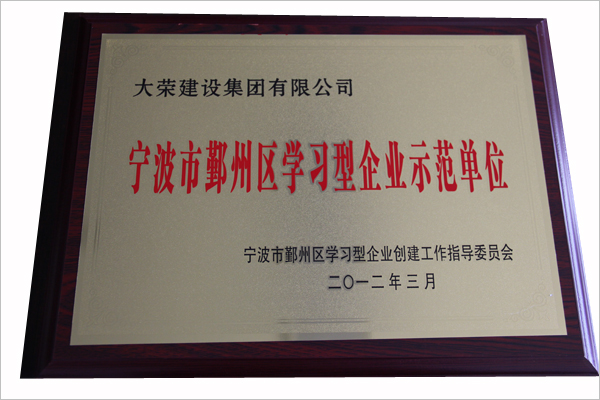 大荣建设集团有限公司
宁波市鄞州区学习型企业示范单位
宁波市鄞州区学习型企业创建工作指导委员会
二〇一二年三月